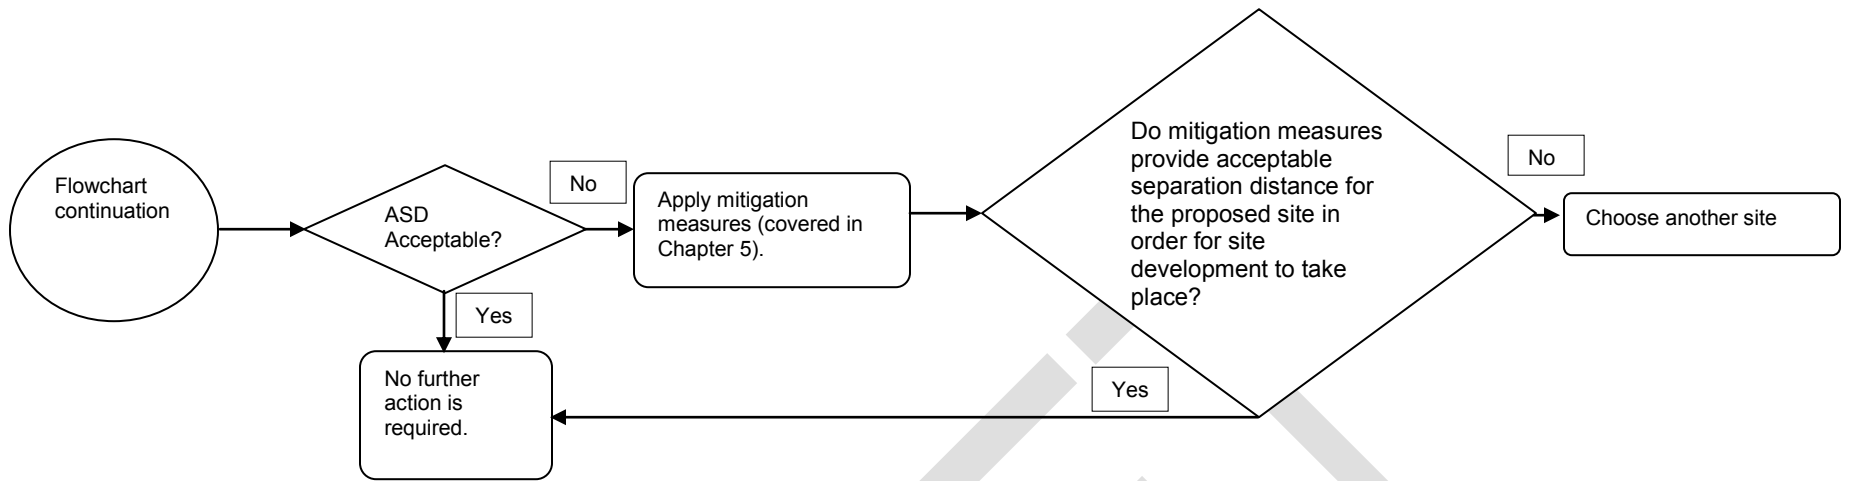 Flowchart
continuation
ASD
Acceptable?
No
Yes
No further
action is
required.
Apply mitigation
measures (covered in
Chapter 5).
Do mitigation measures
provide acceptable
separation distance for
the proposed site in
order for site
development to take
place?
Yes
No
Choose another site